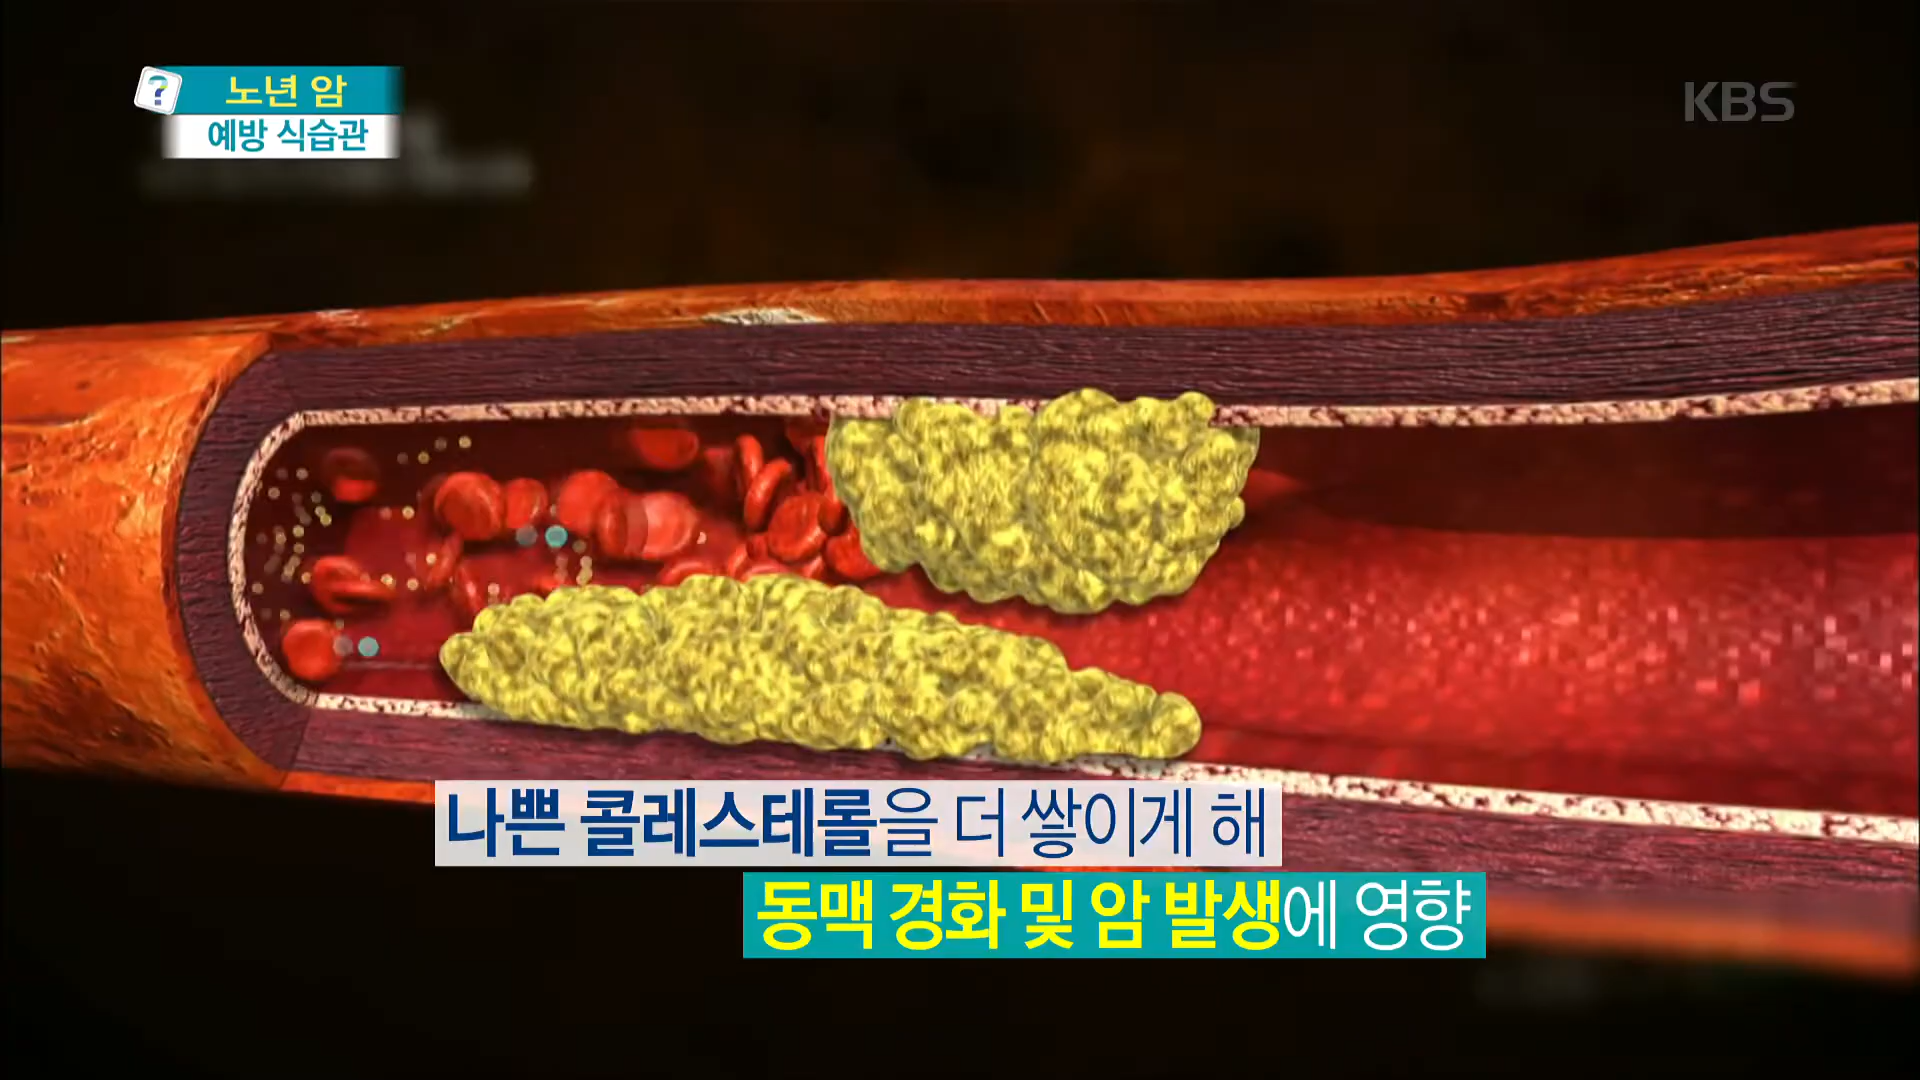 노년 암
예방 식습관
KBS
나쁜 콜레스테롤을 더 쌓이게 해
동맥 경화 및 암 발생에 영향